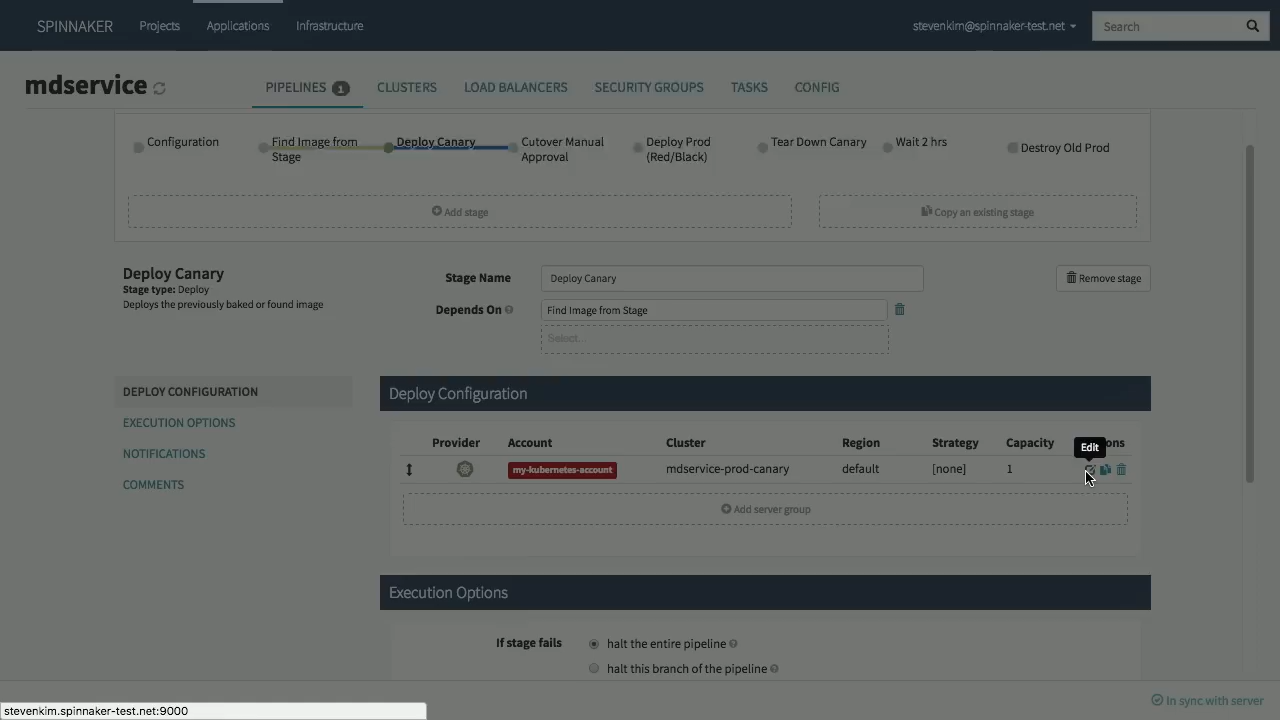 SPINNAKER Projects Applications Infrastructure stevenkim@spinnaker-test.net Search
mdservice PIPELINES 1 CLUSTERS LOAD BALANCERS SECURITY GROUPS TASKS CONFIG
Configuration Find Image from Stage Deploy Canary Cutover Manual Approval Deploy Prod (Red/Black) Tear Down Canary Wait 2 hrs Destroy Old Prod
Add stage Copy an existing stage
Deploy Canary
Stage type: Deploy
Deploys the previously baked or found image
Stage Name Deploy Canary Remove stage
Depends On Find Image from Stage
Select...
DEPLOY CONFIGURATION
EXECUTION OPTIONS
NOTIFICATIONS
COMMENTS
Deploy Configuration
Provider Account Cluster Region Strategy Capacity
Edit
my-kubernetes-account mdservice-prod-canary default [none] 1
Add server group
Execution Options
If stage fails halt the entire pipeline
halt this branch of the pipeline
In sync with server
stevenkim.spinnaker-test.net:9000